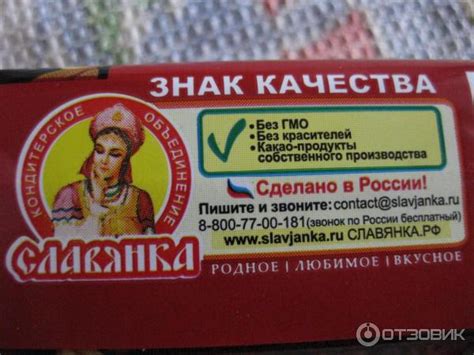 ЗНАК КАЧЕСТВА
КОНДИТЕРСКОЕ ОБЪЕДИНЕНИЕ
СЛАВЯНКА
•Без ГМО
•Без красителей
•Какао-продукты
собственного производства
Сделано в России!
Пишите и звоните:contact@slavjanka.ru
8-800-77-00-181(звонок по России бесплатный)
www.slavjanka.ru СЛАВЯНКА.РФ
РОДНОЕ | ЛЮБИМОЕ | ВКУСНОЕ
ОТЗОВИК